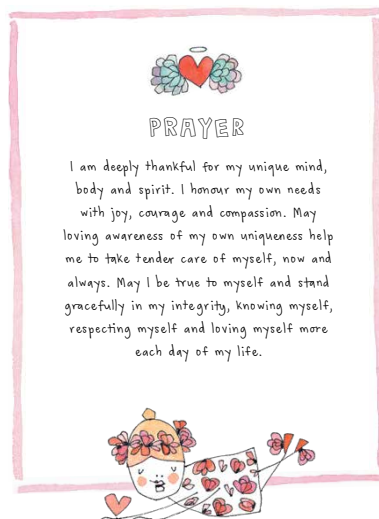 PRAYER
I am deeply thankful for my unique mind,
body and spirit. I honour my own needs
with joy, courage and compassion. May
loving awareness of my own uniqueness help
me to take tender care of myself, now and
always. May I be true to myself and stand
gracefully in my integrity, knowing myself,
respecting myself and loving myself more
each day of my life.